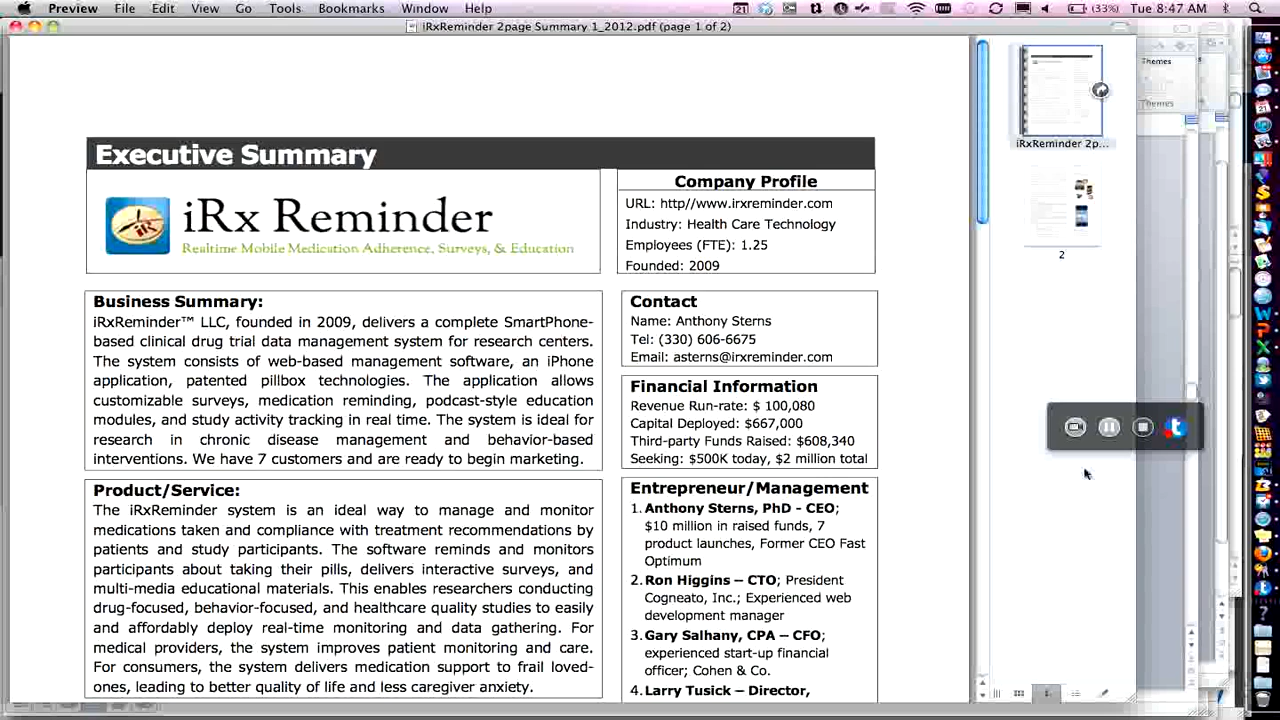 Preview File Edit View Go Tools Bookmarks Window Help
(33%) Tue 8:47 AM
iRxReminder 2page Summary 1_2012.pdf (page 1 of 2)
Executive Summary
iRx Reminder
Realtime Mobile Medication Adherence, Surveys, & Education
Company Profile
URL: http//www.irxreminder.com
Industry: Health Care Technology
Employees (FTE): 1.25
Founded: 2009
Business Summary:
iRxReminder™ LLC, founded in 2009, delivers a complete SmartPhone-
based clinical drug trial data management system for research centers.
The system consists of web-based management software, an iPhone
application, patented pillbox technologies. The application allows
customizable surveys, medication reminding, podcast-style education
modules, and study activity tracking in real time. The system is ideal for
research in chronic disease management and behavior-based
interventions. We have 7 customers and are ready to begin marketing.
Contact
Name: Anthony Sterns
Tel: (330) 606-6675
Email: asterns@irxreminder.com
Financial Information
Revenue Run-rate: $ 100,080
Capital Deployed: $667,000
Third-party Funds Raised: $608,340
Seeking: $500K today, $2 million total
Product/Service:
The iRxReminder system is an ideal way to manage and monitor
medications taken and compliance with treatment recommendations by
patients and study participants. The software reminds and monitors
participants about taking their pills, delivers interactive surveys, and
multi-media educational materials. This enables researchers conducting
drug-focused, behavior-focused, and healthcare quality studies to easily
and affordably deploy real-time monitoring and data gathering. For
medical providers, the system improves patient monitoring and care.
For consumers, the system delivers medication support to frail loved-
ones, leading to better quality of life and less caregiver anxiety.
Entrepreneur/Management
1. Anthony Sterns, PhD - CEO;
$10 million in raised funds, 7
product launches, Former CEO Fast
Optimum
2. Ron Higgins – CTO; President
Cogneato, Inc.; Experienced web
development manager
3. Gary Salhany, CPA – CFO;
experienced start-up financial
officer; Cohen & Co.
4. Larry Tusick – Director,
iRxReminder 2p...
2
Themes
Themes